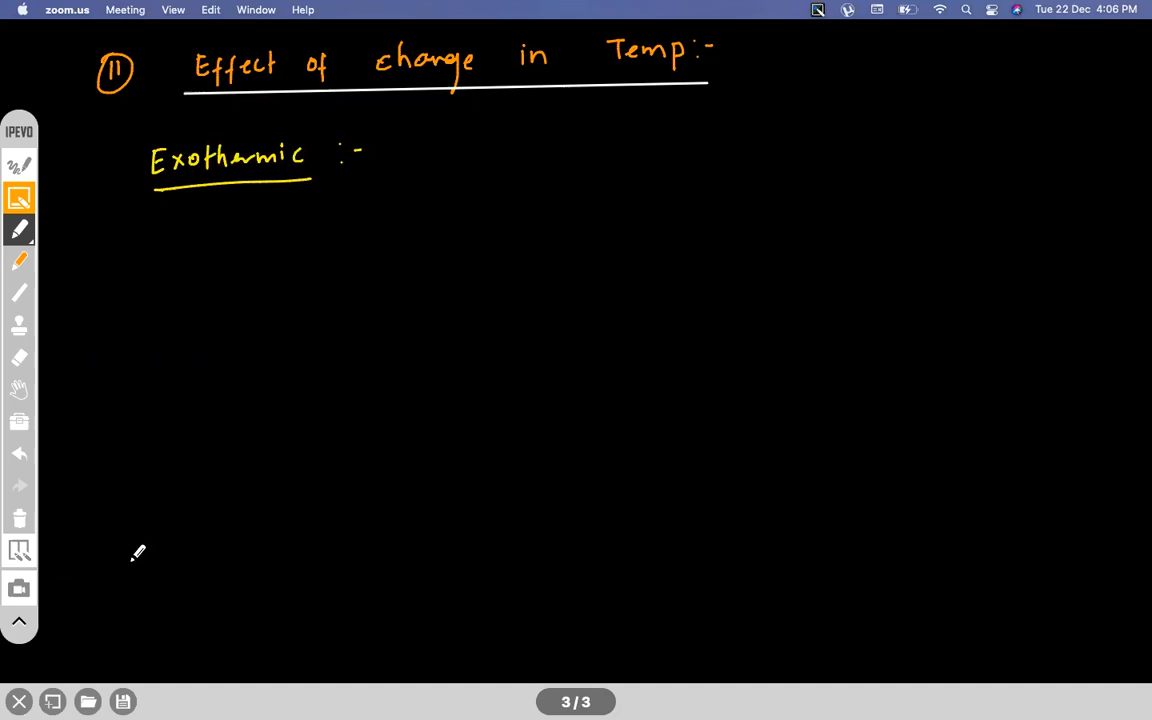 zoom.us Meeting View Edit Window Help Tue 22 Dec 4:06 PM
11 Effect of change in Temp:-
IPEVO
Exothermic :-
3/3